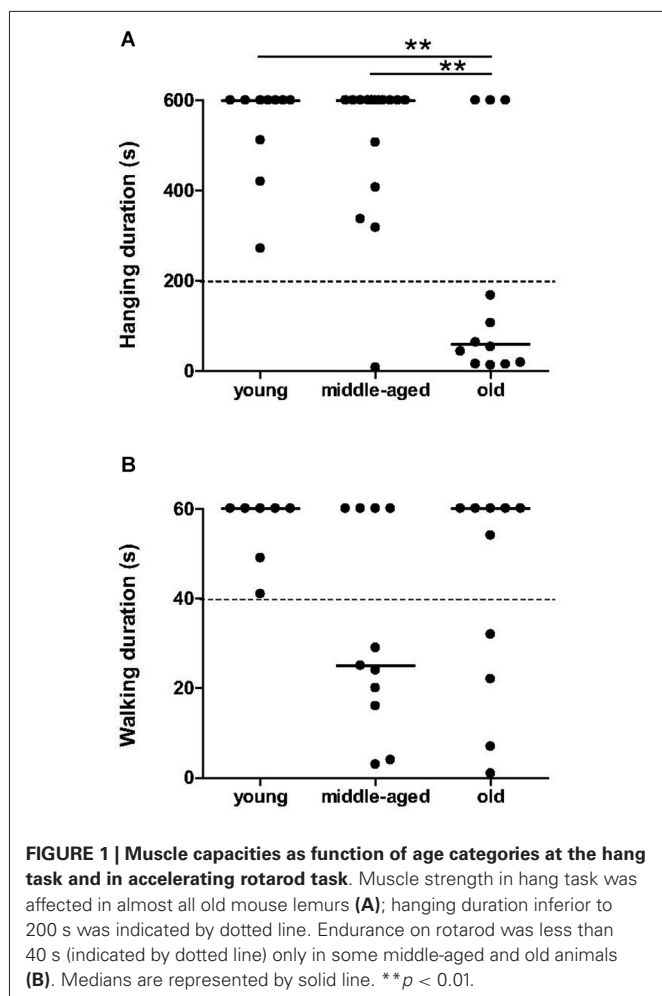 A
**
**
600
400
200
0
Hanging duration (s)
young middle-aged old
B
60
40
20
0
Walking duration (s)
young middle-aged old
FIGURE 1 | Muscle capacities as function of age categories at the hang
task and in accelerating rotarod task. Muscle strength in hang task was
affected in almost all old mouse lemurs (A); hanging duration inferior to
200 s was indicated by dotted line. Endurance on rotarod was less than
40 s (indicated by dotted line) only in some middle-aged and old animals
(B). Medians are represented by solid line. **p < 0.01.